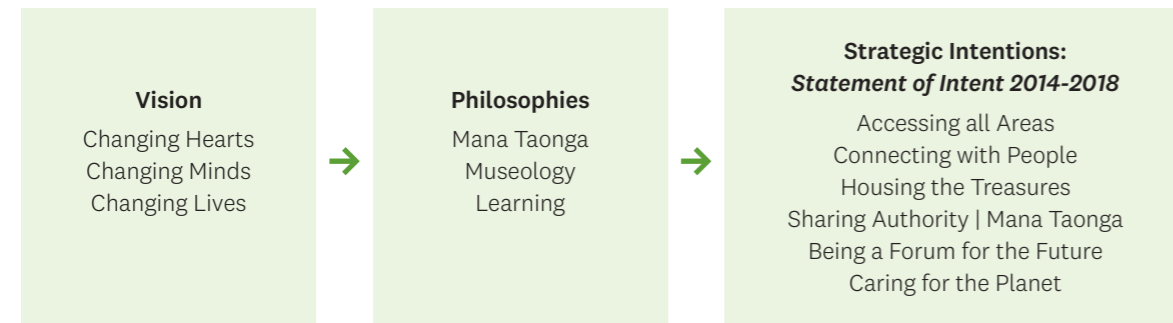 Vision
Changing Hearts
Changing Minds
Changing Lives
Philosophies
Mana Taonga
Museology
Learning
Strategic Intentions:
Statement of Intent 2014-2018
Accessing all Areas
Connecting with People
Housing the Treasures
Sharing Authority | Mana Taonga
Being a Forum for the Future
Caring for the Planet